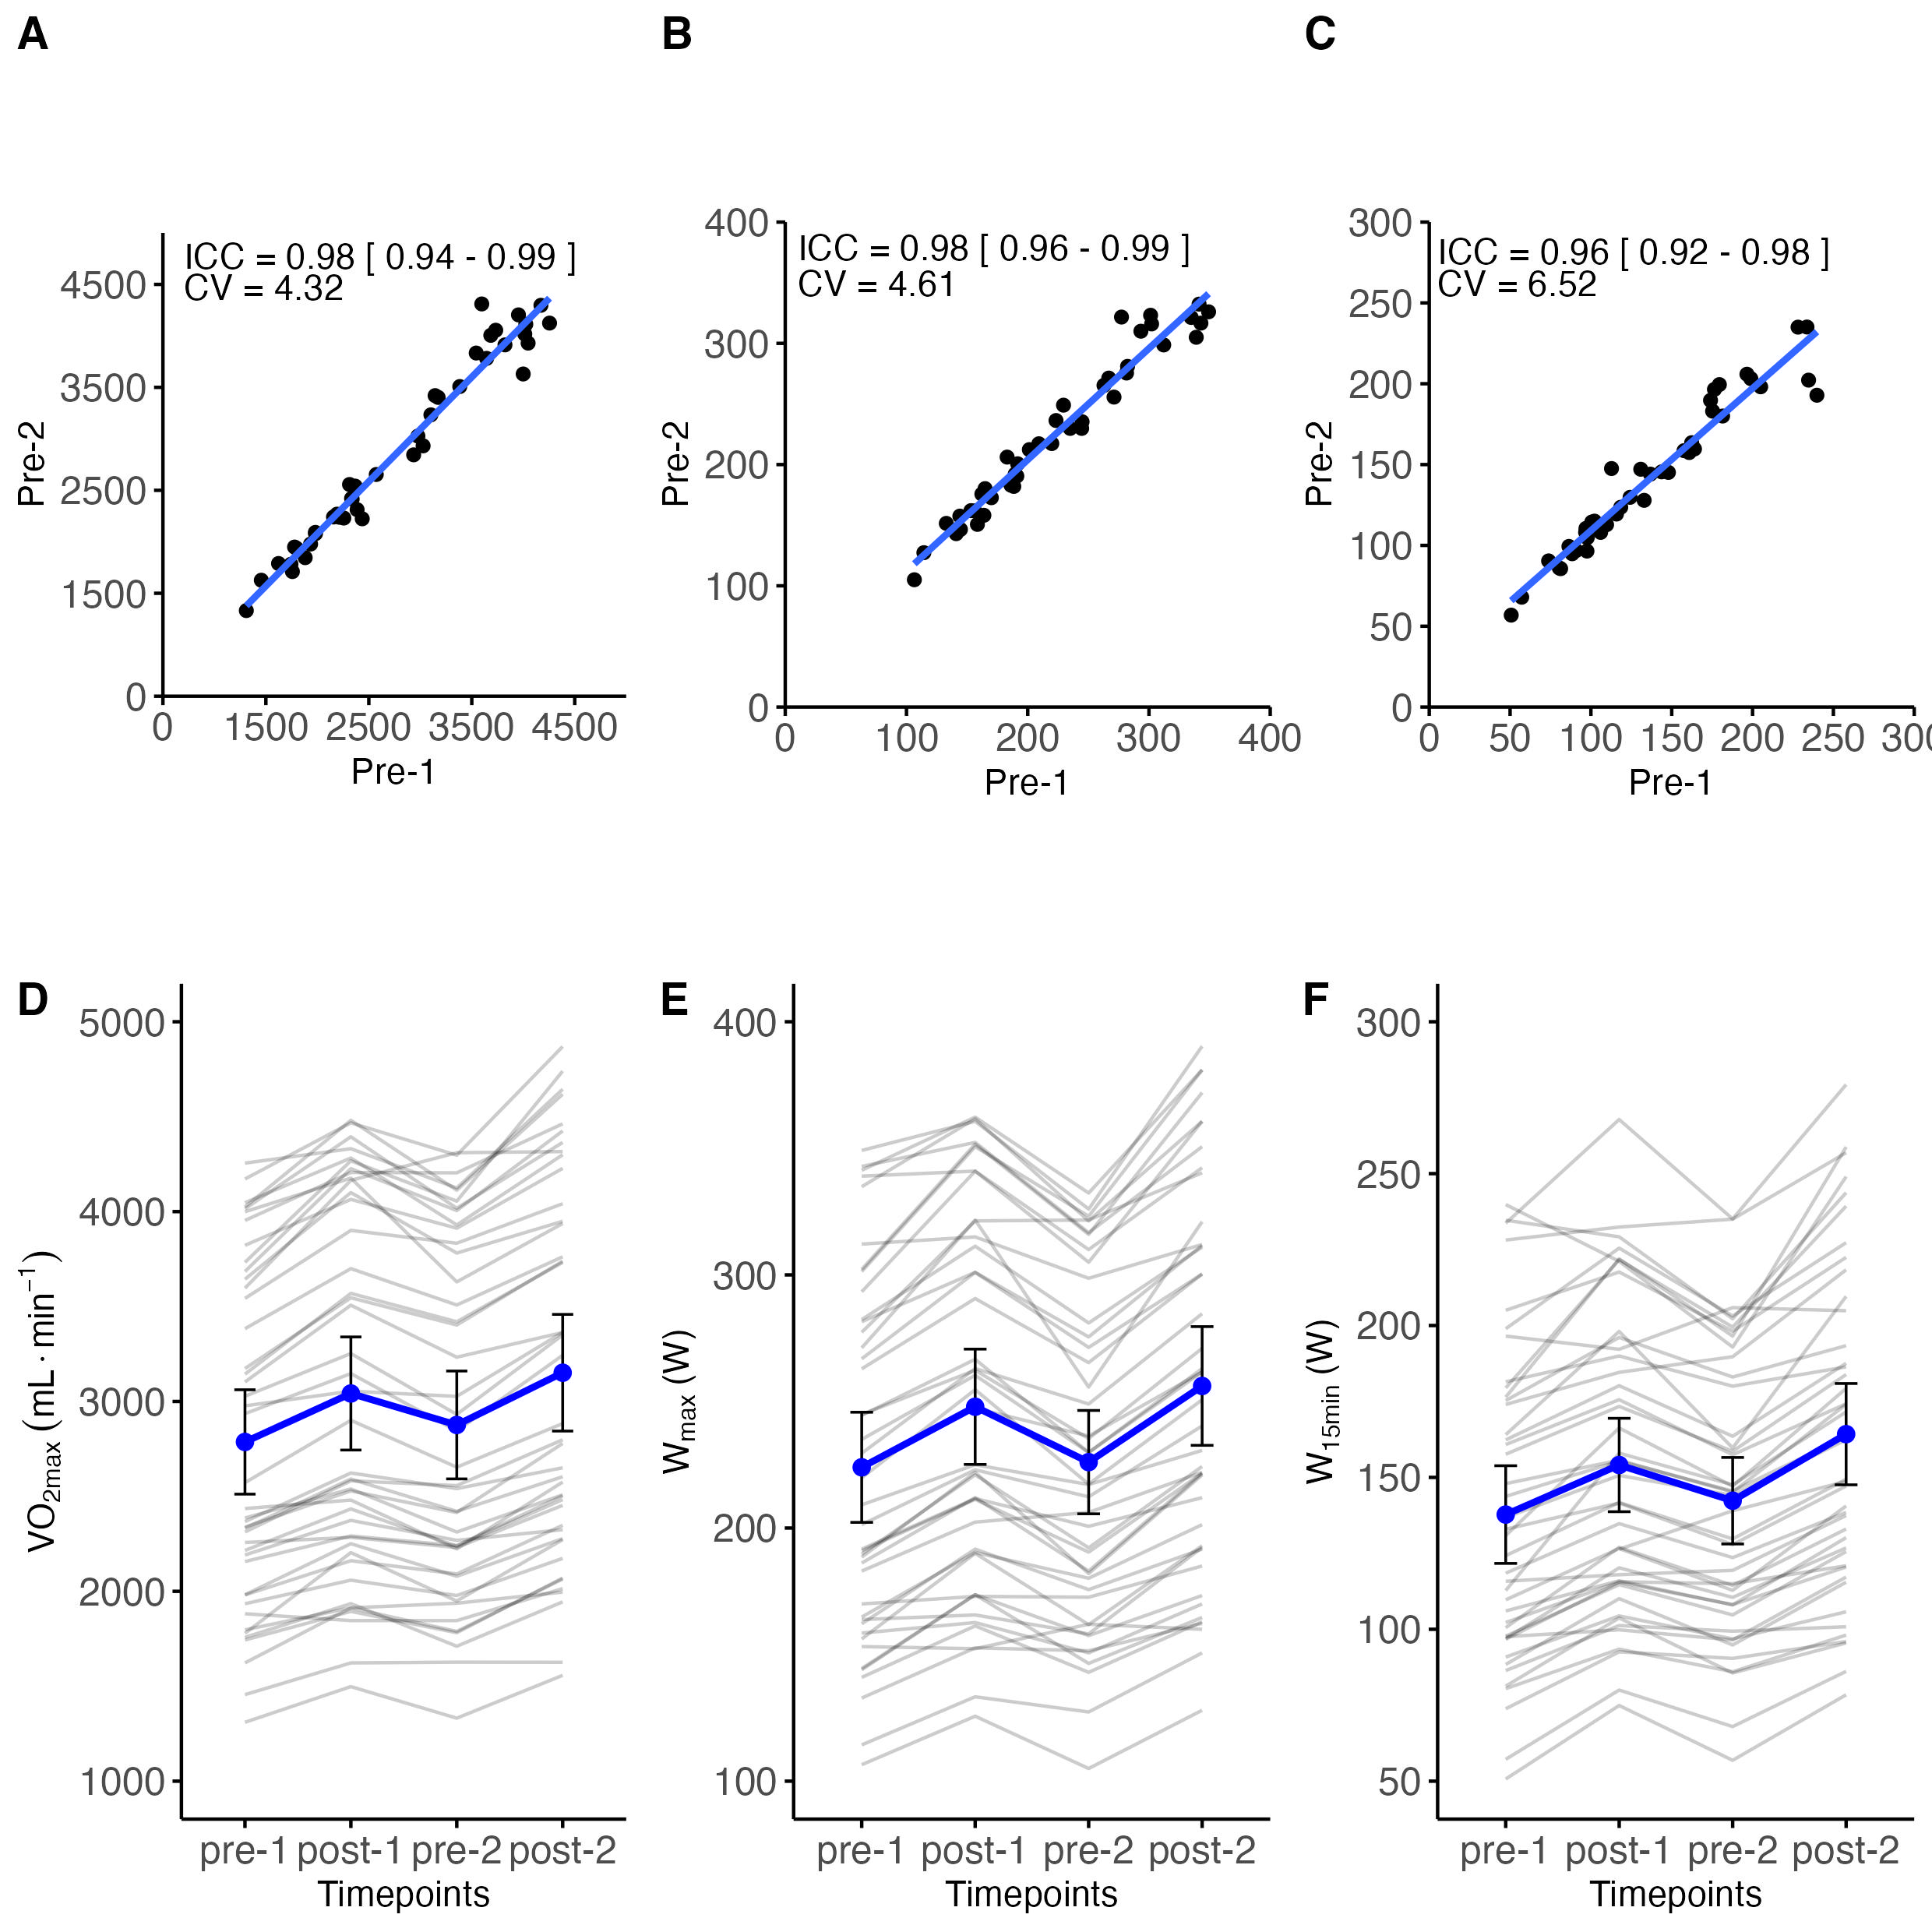 A
B
C
ICC = 0.98 [ 0.94 - 0.99 ]
CV = 4.32
4500
3500
2500
1500
0
Pre-2
0 1500 2500 3500 4500
Pre-1
ICC = 0.98 [ 0.96 - 0.99 ]
CV = 4.61
400
300
200
100
0
Pre-2
0 100 200 300 400
Pre-1
ICC = 0.96 [ 0.92 - 0.98 ]
CV = 6.52
300
250
200
150
100
50
0
Pre-2
0 50 100 150 200 250 300
Pre-1
D
5000
4000
3000
2000
1000
VO₂max (mL·min⁻¹)
pre-1 post-1 pre-2 post-2
Timepoints
E
400
300
200
100
Wmax (W)
pre-1 post-1 pre-2 post-2
Timepoints
F
300
250
200
150
100
50
W15min (W)
pre-1 post-1 pre-2 post-2
Timepoints